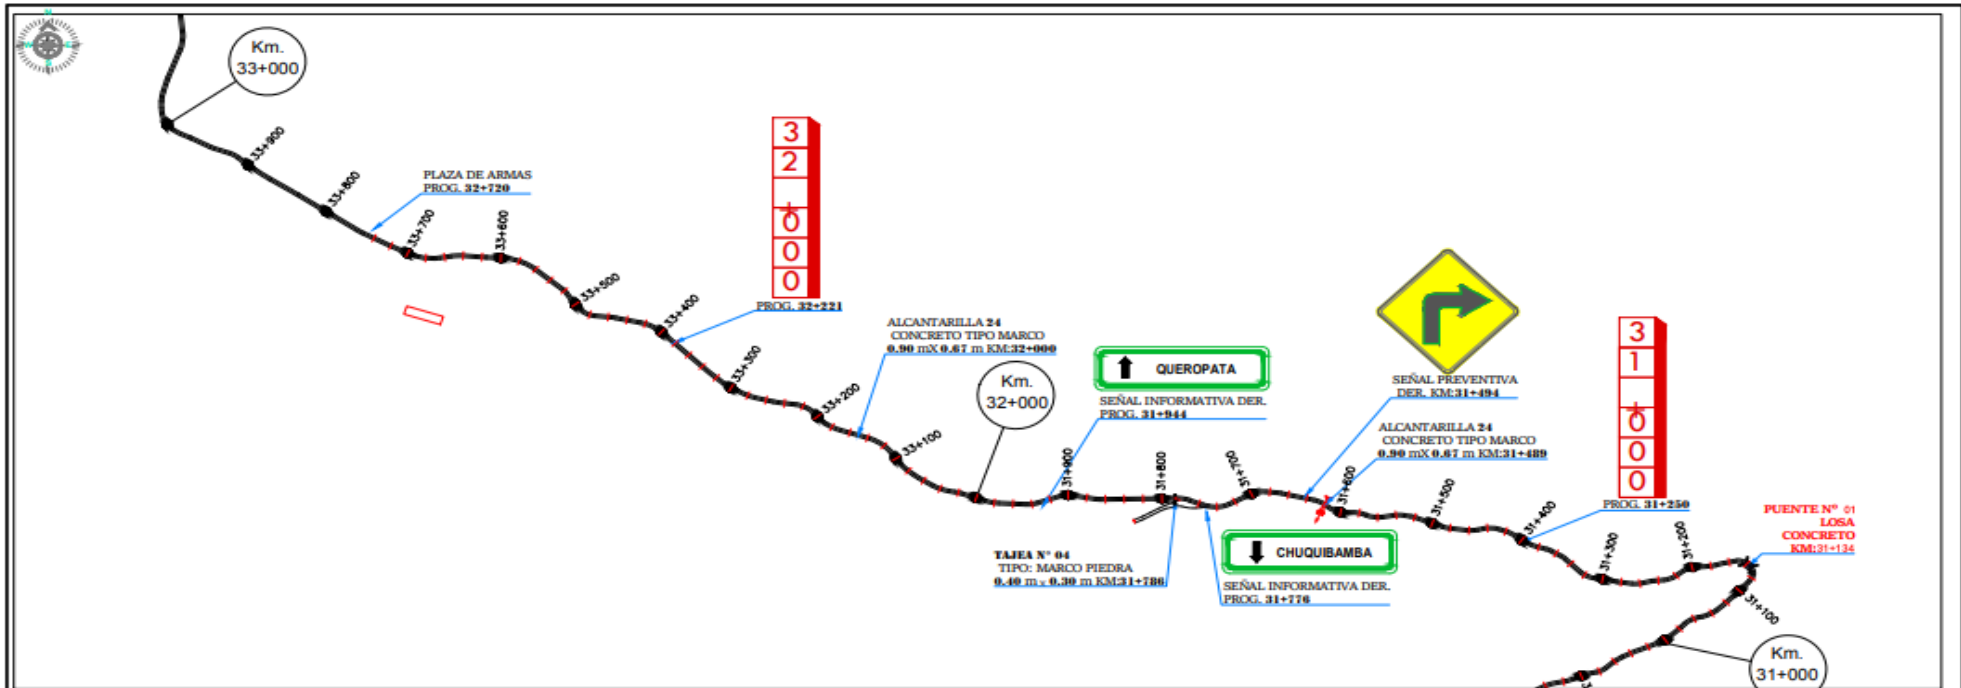 N
W
E
S
Km.
33+000
33+900
33+800
PLAZA DE ARMAS
PROG. 32+720
33+700
33+600
33+500
33+400
3
2
+
0
0
0
PROG. 32+221
33+300
33+200
33+100
ALCANTARILLA 24
CONCRETO TIPO MARCO
0.90 mX 0.67 m KM:32+000
Km.
32+000
QUEROPATA
SEÑAL INFORMATIVA DER.
PROG. 31+944
31+900
31+800
TAJEA Nº 04
TIPO: MARCO PIEDRA
0.40 m x 0.30 m KM:31+786
31+700
CHUQUIBAMBA
SEÑAL INFORMATIVA DER.
PROG. 31+776
SEÑAL PREVENTIVA
DER. KM:31+494
ALCANTARILLA 24
CONCRETO TIPO MARCO
0.90 mX 0.67 m KM:31+489
31+600
31+500
31+400
3
1
+
0
0
0
PROG. 31+250
31+300
31+200
PUENTE Nº 01
LOSA
CONCRETO
KM:31+134
31+100
Km.
31+000